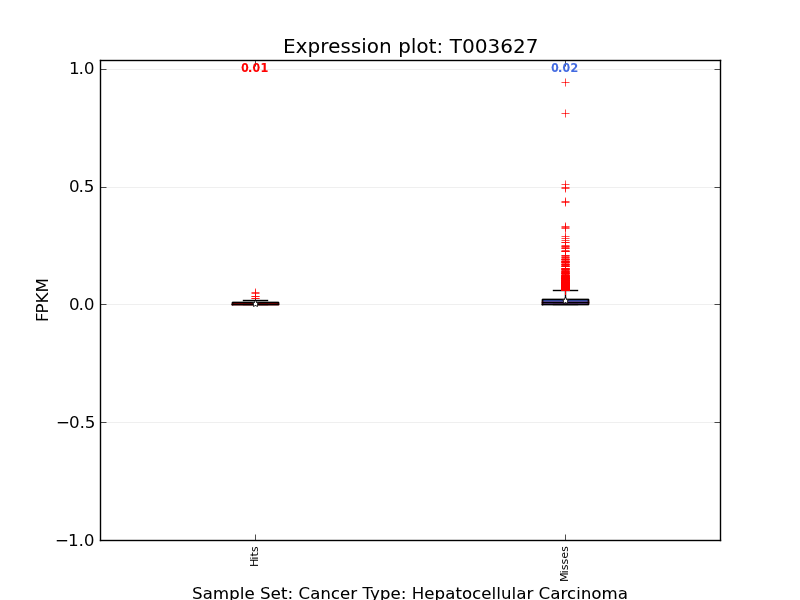 Expression plot: T003627
0.01
0.02
1.0
0.5
0.0
−0.5
−1.0
FPKM
Hits
Misses
Sample Set: Cancer Type: Hepatocellular Carcinoma